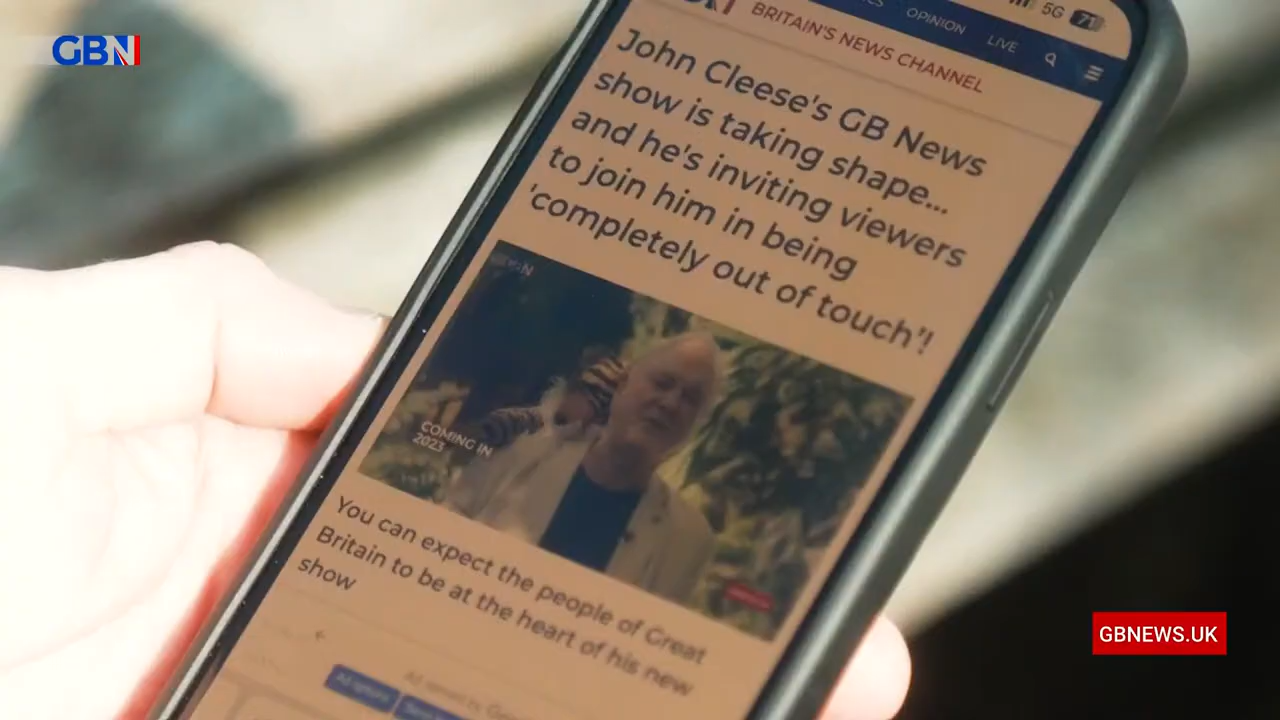 GBN
5G 71
OPINION LIVE
BRITAIN'S NEWS CHANNEL
John Cleese's GB News
show is taking shape...
and he's inviting viewers
to join him in being
'completely out of touch'!
COMING IN
2023
You can expect the people of Great
Britain to be at the heart of his new
show
GBNEWS.UK